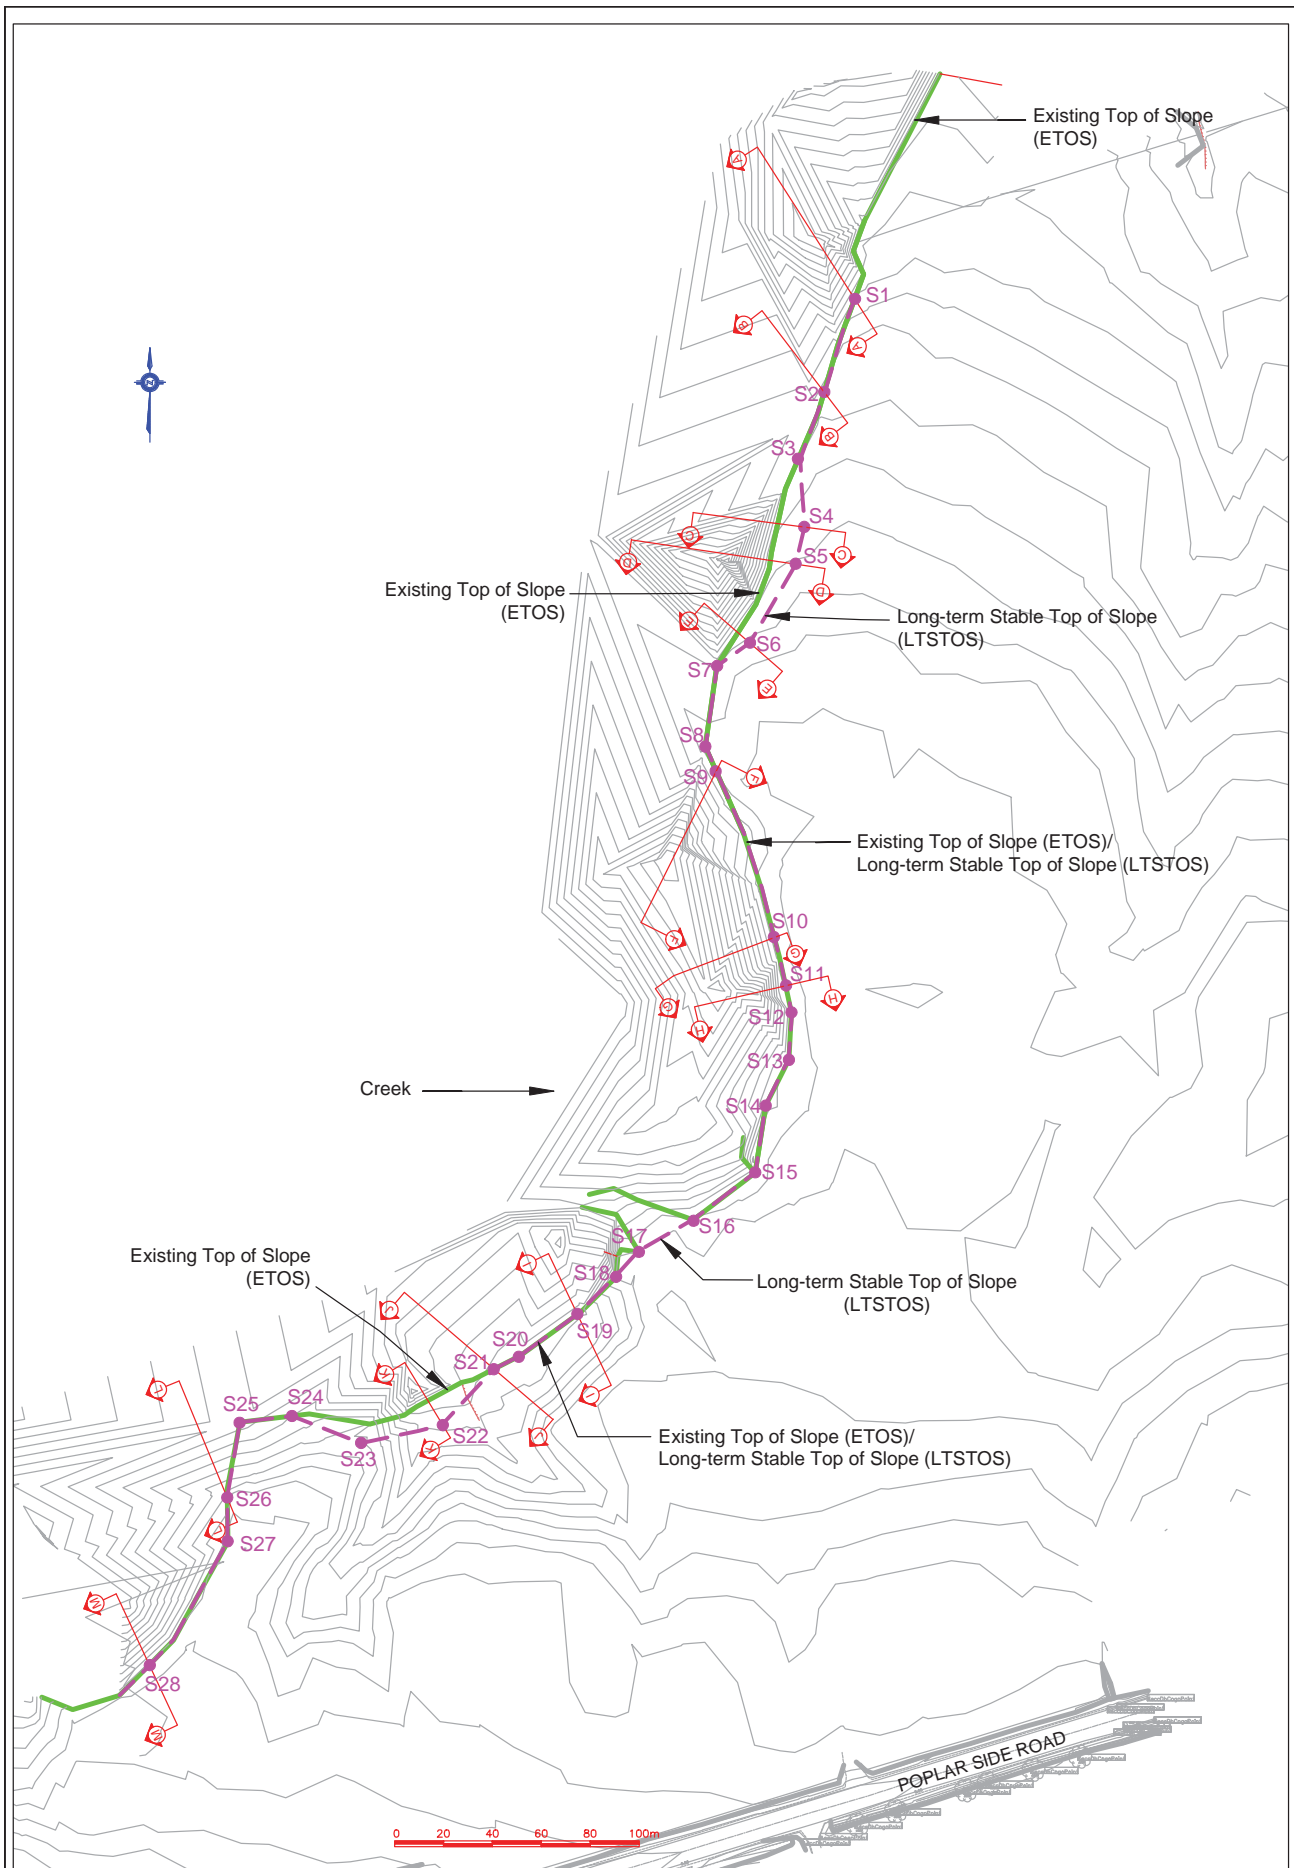 Existing Top of Slope
(ETOS)
A
S1
B
A
N
S2
B
S3
S4
C
C
S5
D
D
Existing Top of Slope
(ETOS)
E
Long-term Stable Top of Slope
(LTSTOS)
S6
S7
E
S8
S9
F
Existing Top of Slope (ETOS)/
Long-term Stable Top of Slope (LTSTOS)
S10
F
G
S11
G
H
S12
H
S13
Creek
S14
S15
S16
S17
Existing Top of Slope
(ETOS)
I
S18
Long-term Stable Top of Slope
(LTSTOS)
J
S19
S20
S21
K
L
I
S25
S24
S22
J
S23
K
Existing Top of Slope (ETOS)/
Long-term Stable Top of Slope (LTSTOS)
S26
S27
M
S28
M
POPLAR SIDE ROAD
0 20 40 60 80 100m